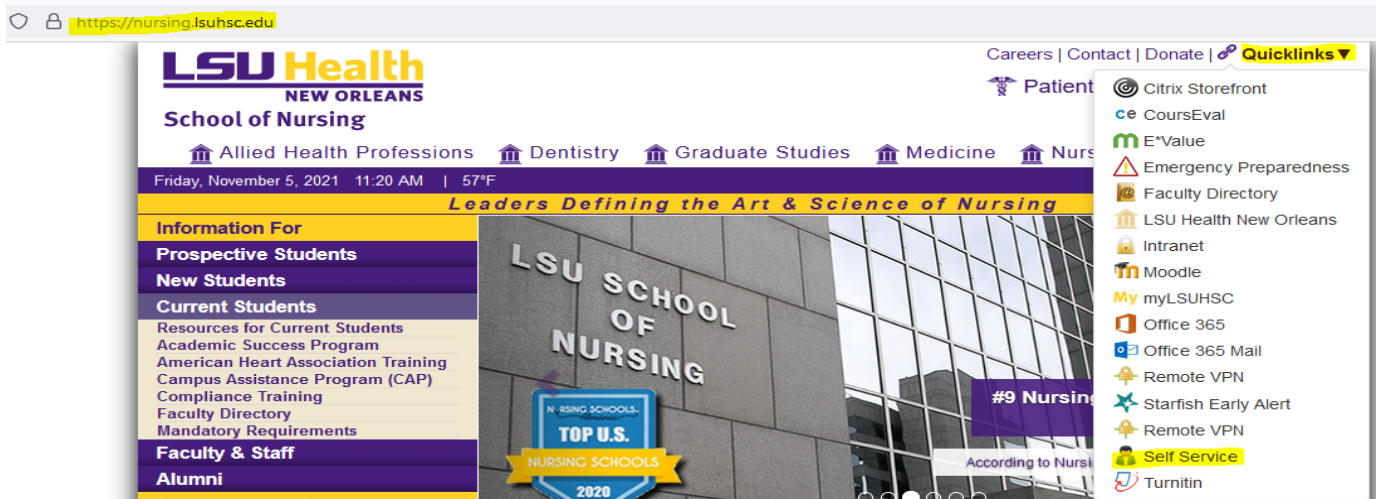 https://nursing.lsuhsc.edu
LSU Health
NEW ORLEANS
School of Nursing
Careers | Contact | Donate | Quicklinks▼
Patient
Allied Health Professions Dentistry Graduate Studies Medicine Nurs
Friday, November 5, 2021 11:20 AM | 57°F
Leaders Defining the Art & Science of Nursing
Information For
Prospective Students
New Students
Current Students
Resources for Current Students
Academic Success Program
American Heart Association Training
Campus Assistance Program (CAP)
Compliance Training
Faculty Directory
Mandatory Requirements
Faculty & Staff
Alumni
LSU SCHOOL
OF
NURSING
NURSING SCHOOLS
TOP U.S.
NURSING SCHOOLS
2020
#9 Nursing
According to Nursi
Citrix Storefront
ce CoursEval
E*Value
Emergency Preparedness
Faculty Directory
LSU Health New Orleans
Intranet
Moodle
My myLSUHSC
Office 365
Office 365 Mail
Remote VPN
Starfish Early Alert
Remote VPN
Self Service
Turnitin